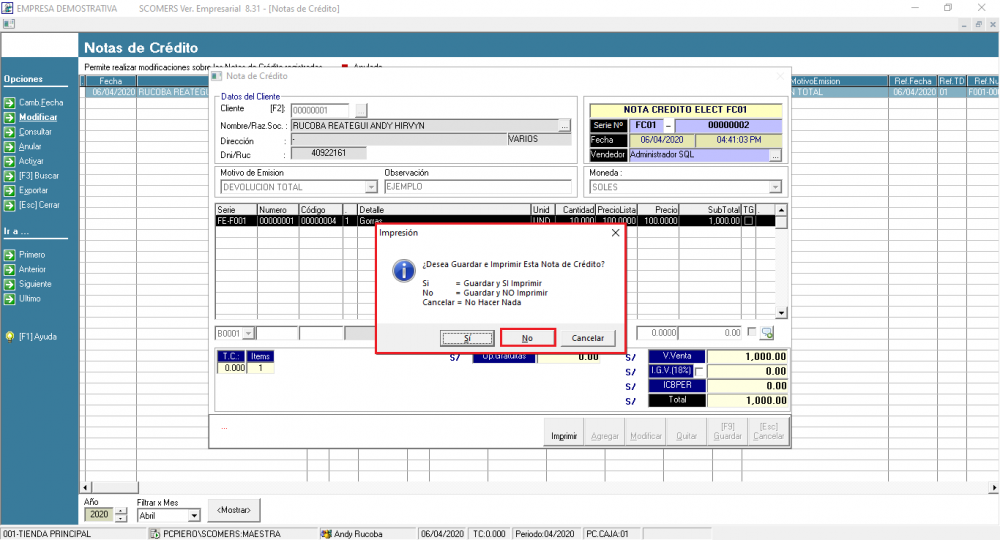 EMPRESA DEMOSTRATIVA SCOMERS Ver. Empresarial 8.31 - [Notas de Crédito]
Notas de Crédito
Permite realizar modificaciones sobre las Notas de Crédito registradas Anulada
Opciones
Camb.Fecha
Modificar
Consultar
Anular
Activar
[F3] Buscar
Exportar
[Esc] Cerrar
Ir a ...
Primero
Anterior
Siguiente
Ultimo
[F1] Ayuda
Fecha MotivoEmision Ref.Fecha Ref.TD Ref.Nu
06/04/2020 RUCOBA REATEGU N TOTAL 06/04/2020 01 F001-00
Nota de Crédito
Datos del Cliente
Cliente [F2]: 00000001
Nombre/Raz.Soc. : RUCOBA REATEGUI ANDY HIRVYN ...
Dirección : - VARIOS
Dni/Ruc : 40922161
NOTA CREDITO ELECT FC01
Serie Nº FC01 - 00000002
Fecha 06/04/2020 04:41:03 PM
Vendedor Administrador SQL ...
Motivo de Emision Observación Moneda :
DEVOLUCION TOTAL EJEMPLO SOLES
Serie Numero Código Detalle Unid Cantidad PrecioLista Precio SubTotal TG .
FE-F001 00000001 00000004 1 Gorras UND 10.000 100.0000 100.0000 1,000.00
Impresión
¿Desea Guardar e Imprimir Esta Nota de Crédito?
Si = Guardar y SI Imprimir
No = Guardar y NO Imprimir
Cancelar = No Hacer Nada
Sí No Cancelar
B0001 0.0000 0.00
T.C.: Items
0.000 1
S/ Op.Gratuitas 0.00
S/ V.Venta 1,000.00
S/ I.G.V.(18%) 0.00
S/ ICBPER 0.00
S/ Total 1,000.00
...
Imprimir Agregar Modificar Quitar [F9] Guardar [Esc] Cancelar
Año Filtrar x Mes
2020 Abril <Mostrar>
001-TIENDA PRINCIPAL PCPIERO\SCOMERS:MAESTRA Andy Rucoba 06/04/2020 TC:0.000 Periodo:04/2020 PC.CAJA:01